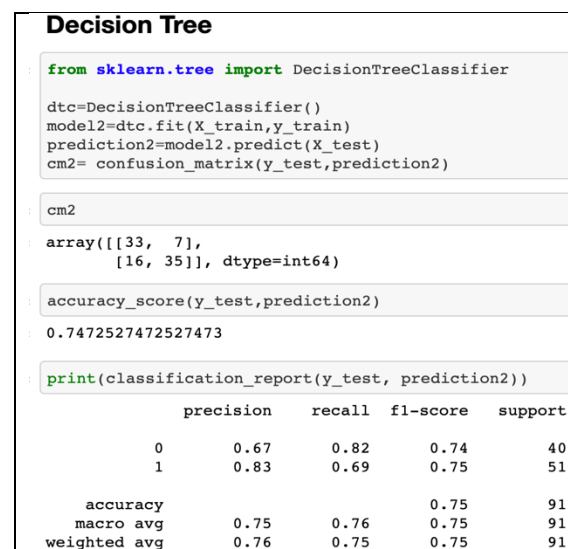 Decision Tree
from sklearn.tree import DecisionTreeClassifier
dtc=DecisionTreeClassifier()
model2=dtc.fit(X_train,y_train)
prediction2=model2.predict(X_test)
cm2= confusion_matrix(y_test,prediction2)
cm2
array([[33,  7],
       [16, 35]], dtype=int64)
accuracy_score(y_test,prediction2)
0.7472527472527473
print(classification_report(y_test, prediction2))
precision recall f1-score support
0 0.67 0.82 0.74 40
1 0.83 0.69 0.75 51
accuracy 0.75 91
macro avg 0.75 0.76 0.75 91
weighted avg 0.76 0.75 0.75 91